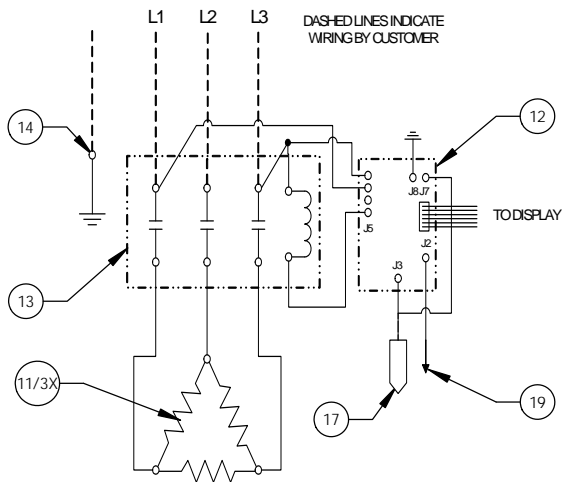 L1 L2 L3
DASHED LINES INDICATE
WIRING BY CUSTOMER
14
12
J8 J7
TO DISPLAY
J5
J2
J3
13
11/3X
17
19